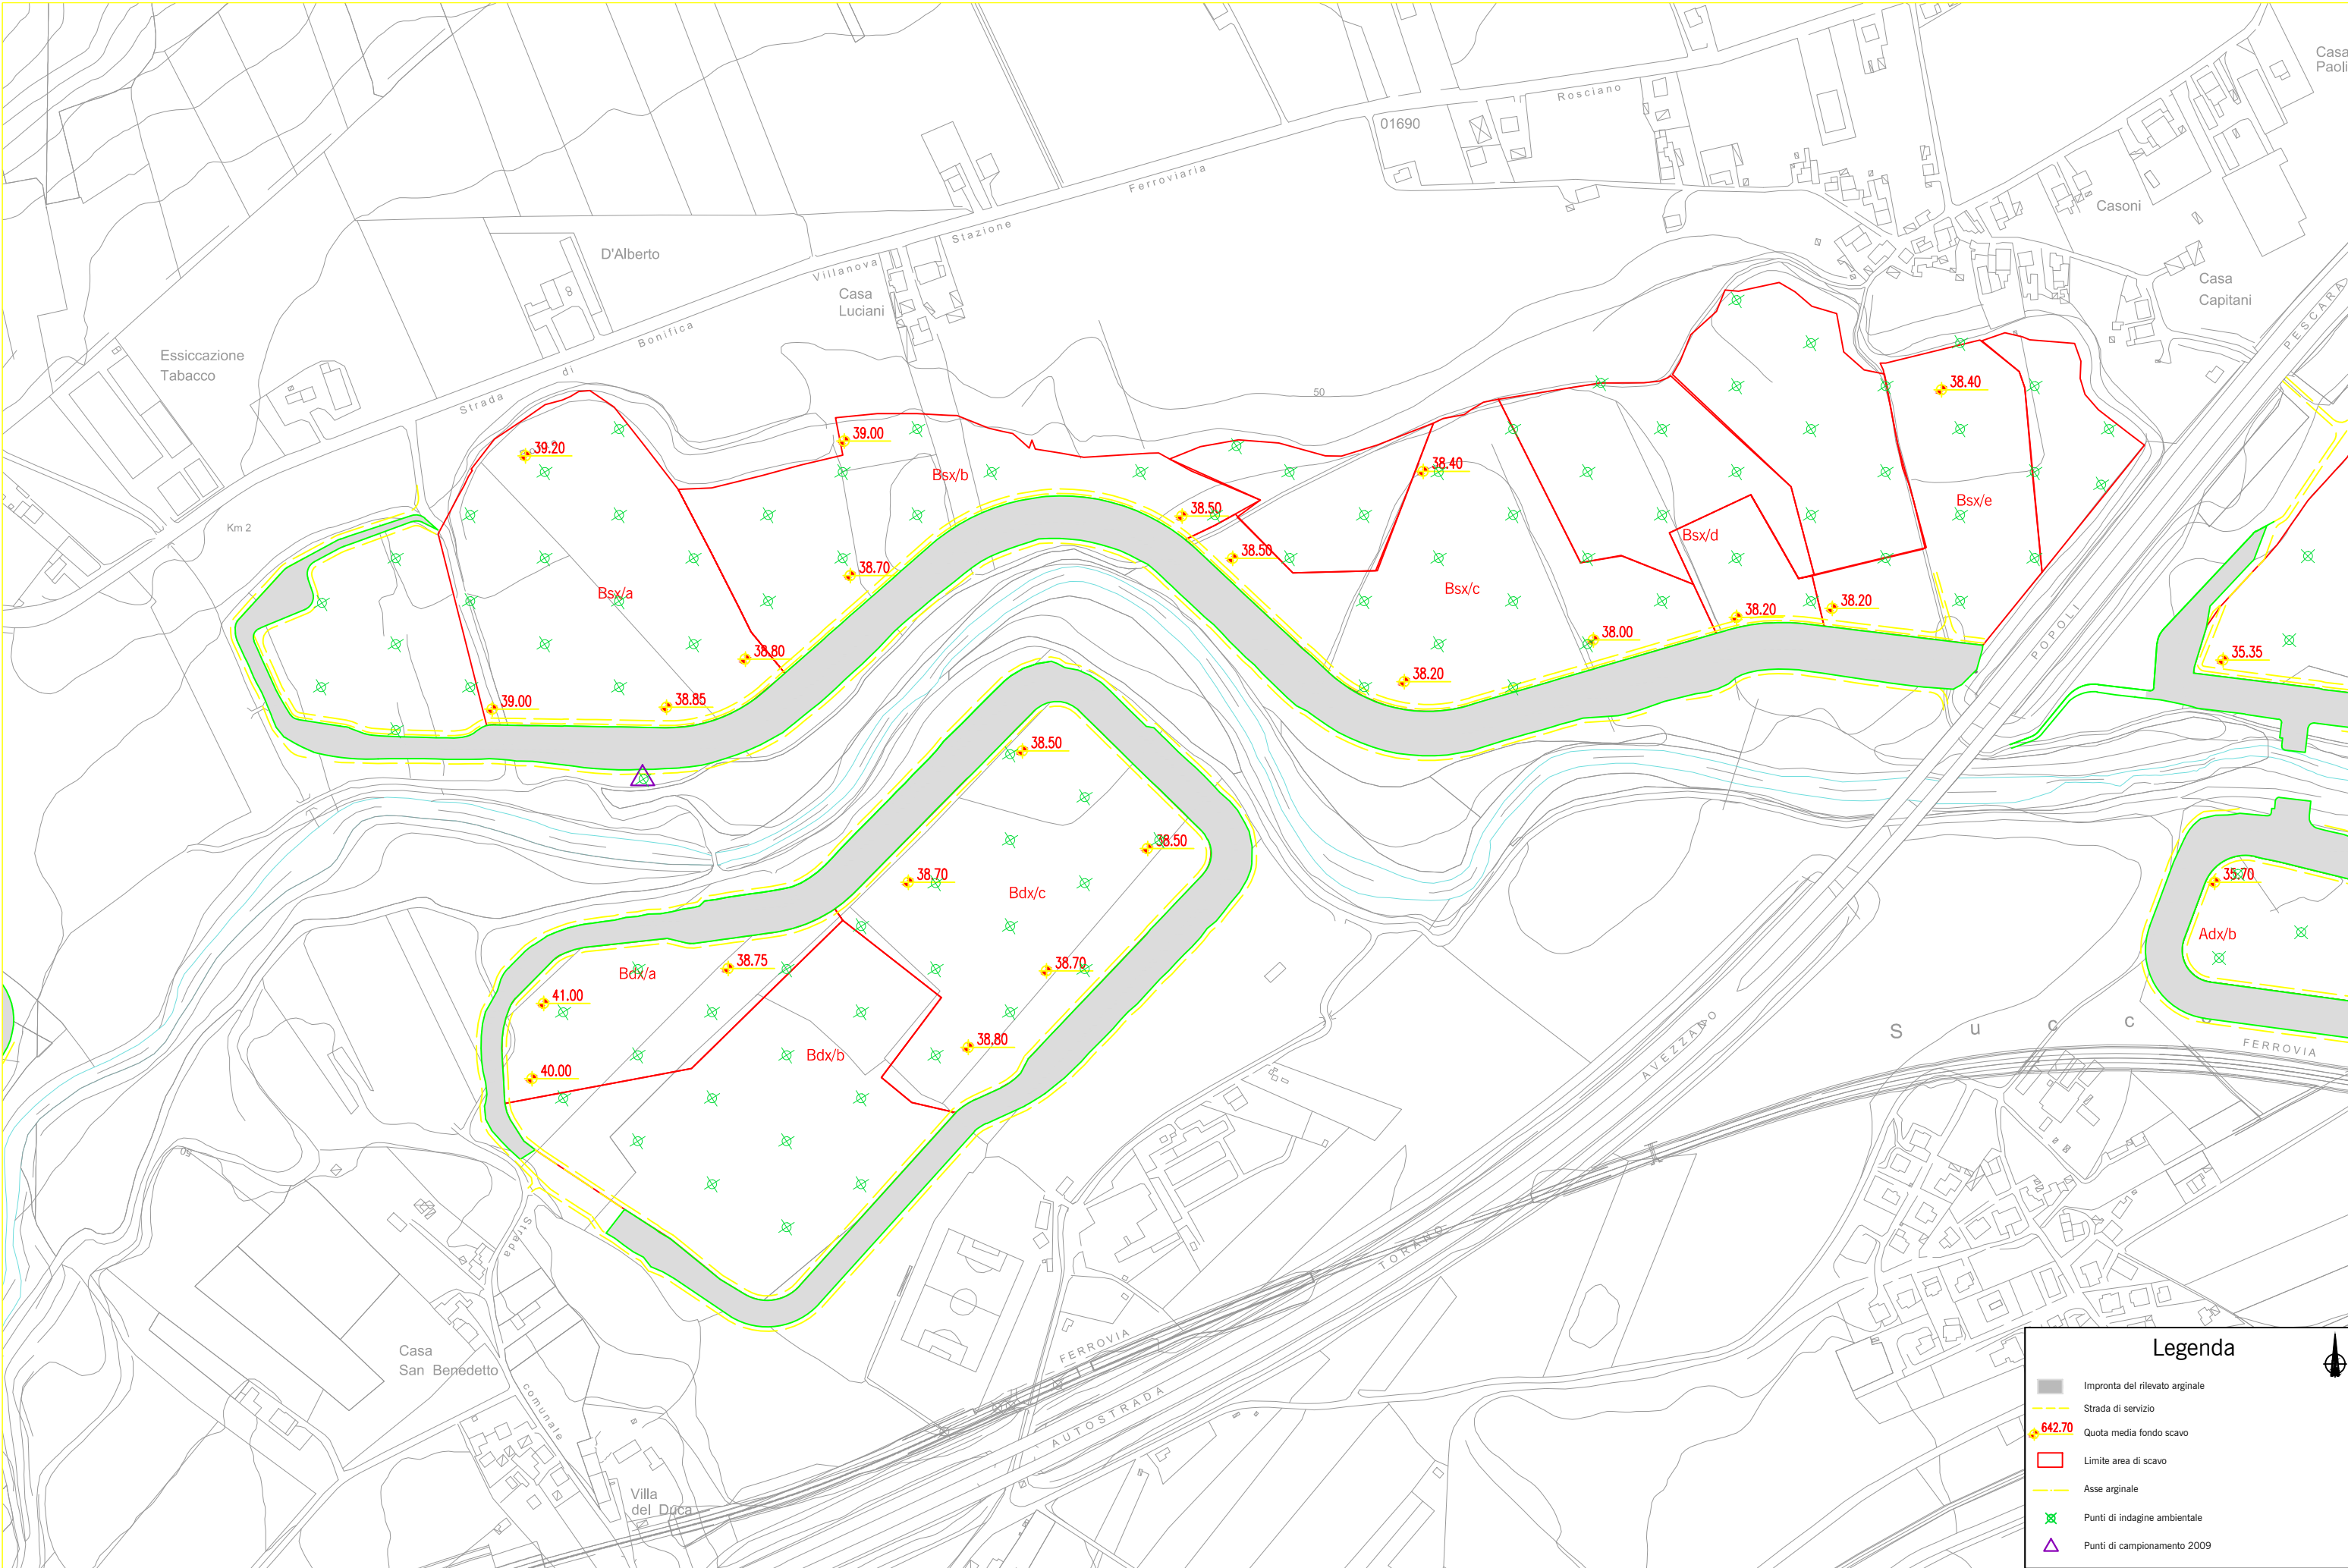 Casa
Paoli
Rosciano
01690
Ferroviaria
Casoni
Stazione
D'Alberto
Villanova
Casa
Luciani
Casa
Capitani
PESCARA
Bonifica
Essiccazione
Tabacco
di
Strada
50
38.40
39.00
39.20
38.40
Bsx/b
Bsx/e
38.50
Km 2
Bsx/d
38.50
38.70
Bsx/c
Bsx/a
38.20
38.20
38.00
POPOLI
38.80
35.35
38.20
39.00
38.85
38.50
38.50
38.70
35.70
Bdx/c
Adx/b
Bdx/a
38.75
38.70
41.00
S u c c
38.80
FERROVIA
Bdx/b
AVEZZANO
40.00
50
Strada
TORANO
FERROVIA
Casa
San Benedetto
AUTOSTRADA
comunale
Villa
del Duca
Legenda
Impronta del rilevato arginale
Strada di servizio
642.70 Quota media fondo scavo
Limite area di scavo
Asse arginale
Punti di indagine ambientale
Punti di campionamento 2009